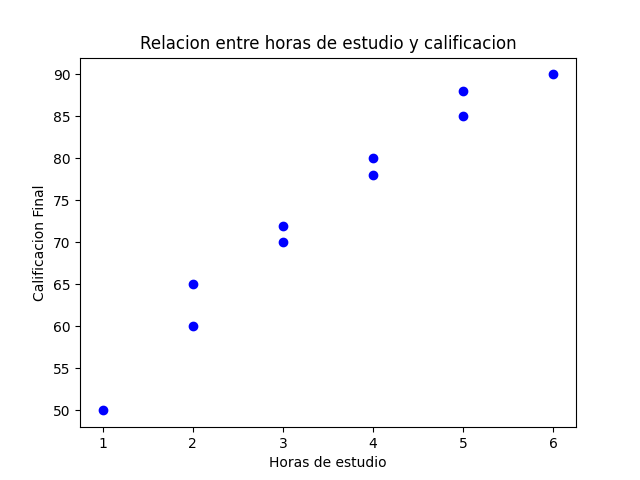 Relacion entre horas de estudio y calificacion
90
85
80
75
70
65
60
55
50
Calificacion Final
1 2 3 4 5 6
Horas de estudio